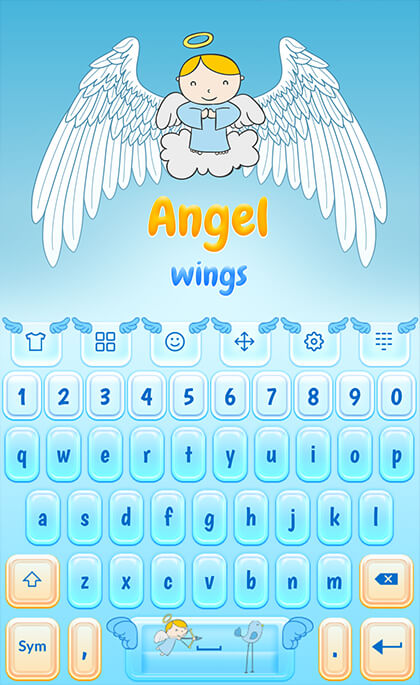 Angel
wings
1 2 3 4 5 6 7 8 9 0
q w e r t y u i o p
a s d f g h j k l
z x c v b n m
Sym , .